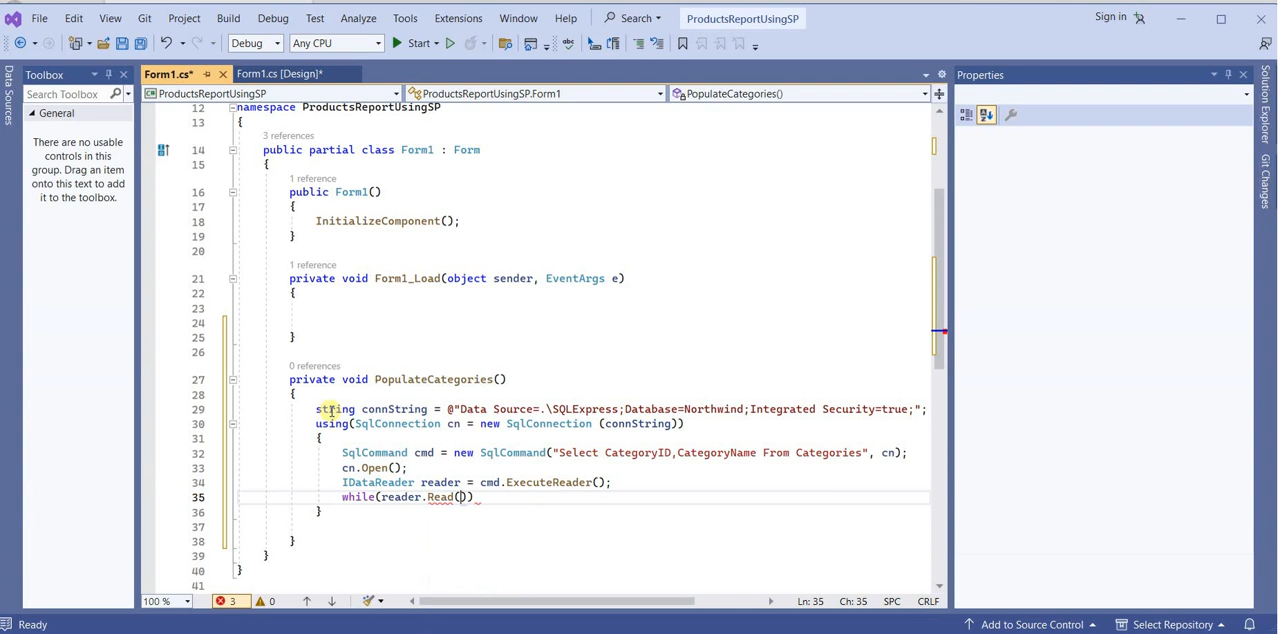 File Edit View Git Project Build Debug Test Analyze Tools Extensions Window Help Search ProductsReportUsingSP Sign in
Debug Any CPU Start
Toolbox
Search Toolbox
General
There are no usable
controls in this
group. Drag an item
onto this text to add
it to the toolbox.
Data Sources
Form1.cs* Form1.cs [Design]*
ProductsReportUsingSP ProductsReportUsingSP.Form1 PopulateCategories()
12 namespace ProductsReportUsingSP
13 {
3 references
14 public partial class Form1 : Form
15 {
1 reference
16 public Form1()
17 {
18 InitializeComponent();
19 }
20
1 reference
21 private void Form1_Load(object sender, EventArgs e)
22 {
23
24
25 }
26
0 references
27 private void PopulateCategories()
28 {
29 string connString = @"Data Source=.\SQLExpress;Database=Northwind;Integrated Security=true;";
30 using(SqlConnection cn = new SqlConnection (connString))
31 {
32 SqlCommand cmd = new SqlCommand("Select CategoryID,CategoryName From Categories", cn);
33 cn.Open();
34 IDataReader reader = cmd.ExecuteReader();
35 while(reader.Read())
36 }
37
38 }
39 }
40 }
41
100 % 3 0 Ln: 35 Ch: 35 SPC CRLF
Properties
Solution Explorer
Git Changes
Ready Add to Source Control Select Repository